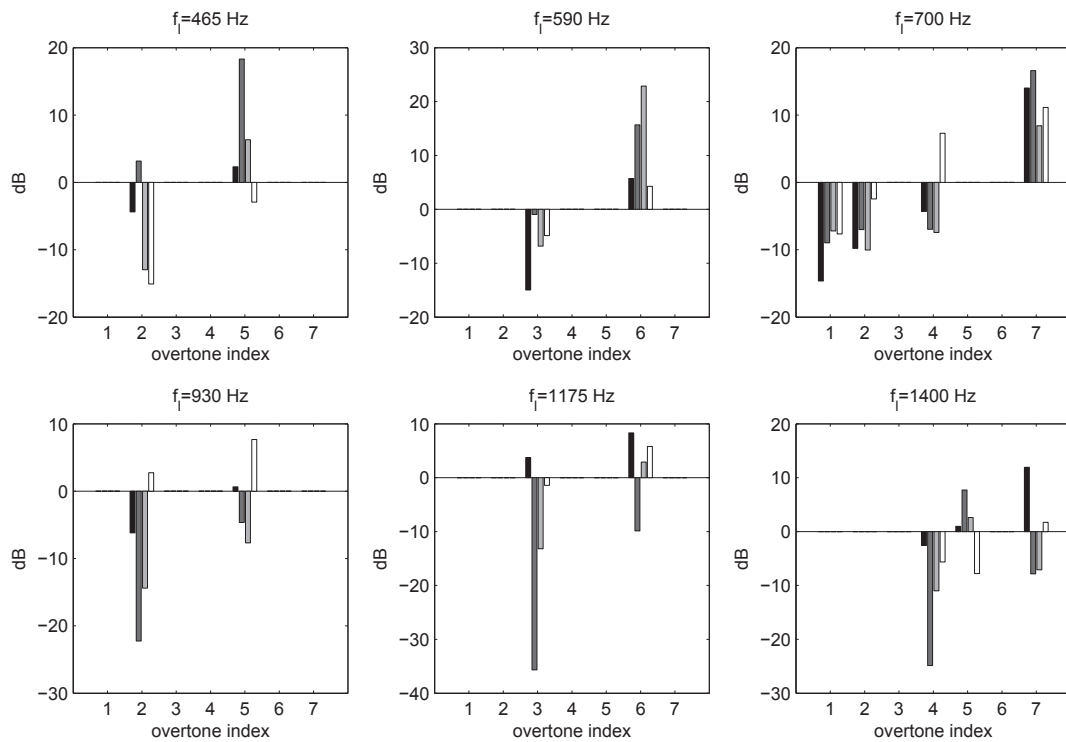 f_l=465 Hz
20
10
0
−10
−20
dB
1 2 3 4 5 6 7
overtone index
f_l=590 Hz
30
20
10
0
−10
−20
dB
1 2 3 4 5 6 7
overtone index
f_l=700 Hz
20
10
0
−10
−20
dB
1 2 3 4 5 6 7
overtone index
f_l=930 Hz
10
0
−10
−20
−30
dB
1 2 3 4 5 6 7
overtone index
f_l=1175 Hz
10
0
−10
−20
−30
−40
dB
1 2 3 4 5 6 7
overtone index
f_l=1400 Hz
20
10
0
−10
−20
−30
dB
1 2 3 4 5 6 7
overtone index